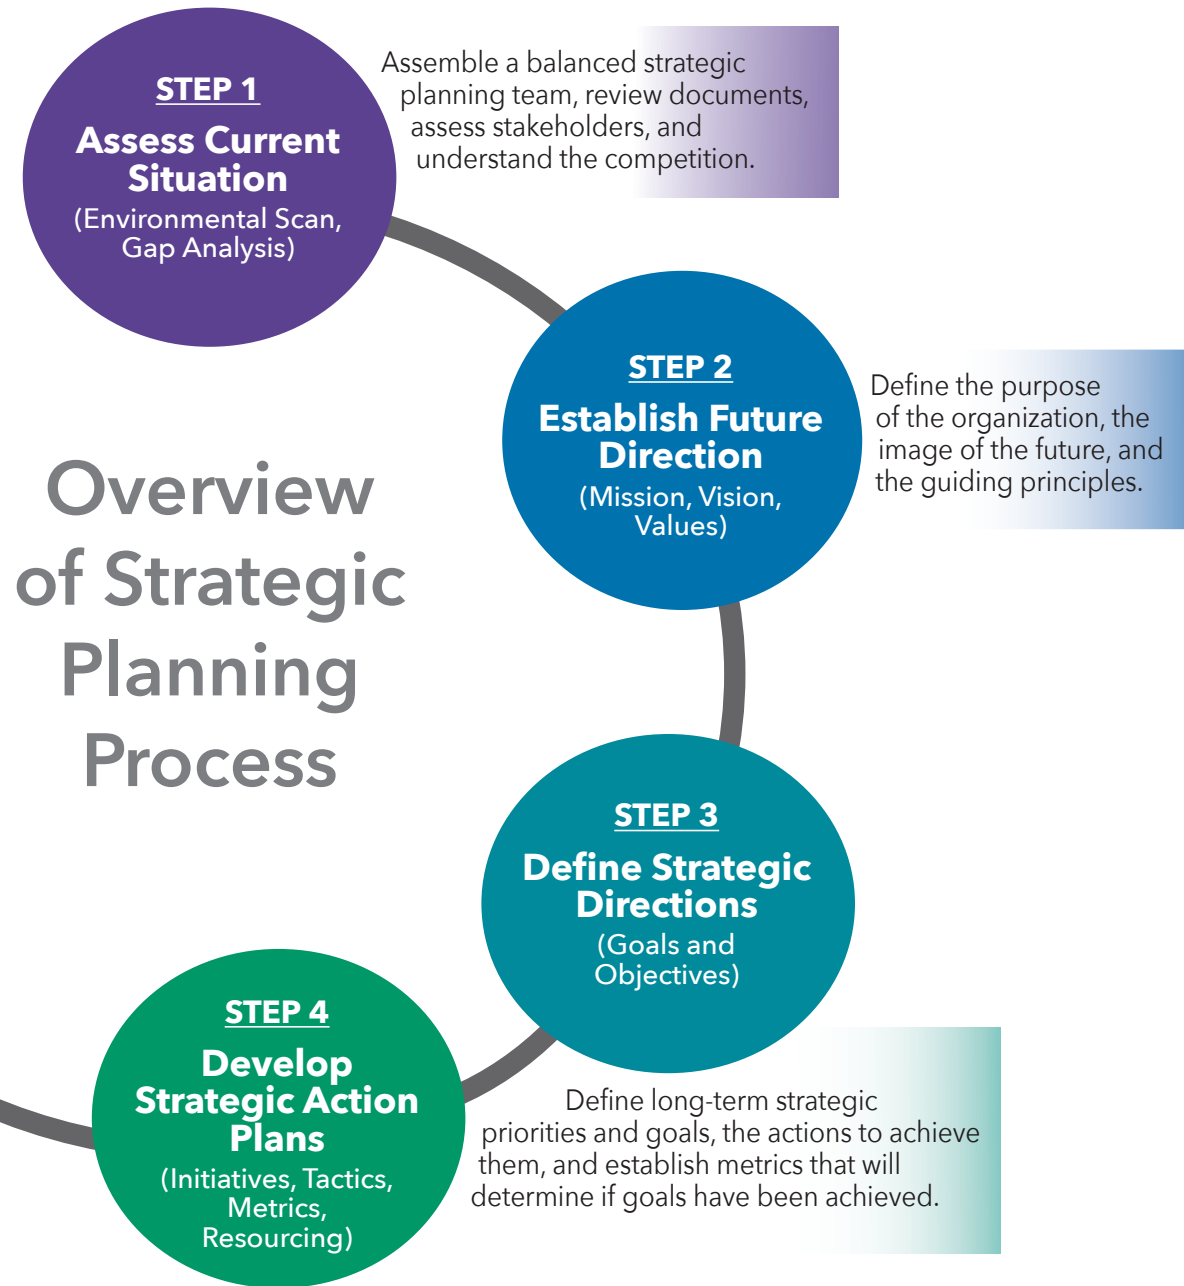 STEP 1
Assess Current
Situation
(Environmental Scan,
Gap Analysis)
Assemble a balanced strategic
planning team, review documents,
assess stakeholders, and
understand the competition.
STEP 2
Establish Future
Direction
(Mission, Vision,
Values)
Define the purpose
of the organization, the
image of the future, and
the guiding principles.
Overview
of Strategic
Planning
Process
STEP 3
Define Strategic
Directions
(Goals and
Objectives)
Define long-term strategic
priorities and goals, the actions to achieve
them, and establish metrics that will
determine if goals have been achieved.
STEP 4
Develop
Strategic Action
Plans
(Initiatives, Tactics,
Metrics,
Resourcing)